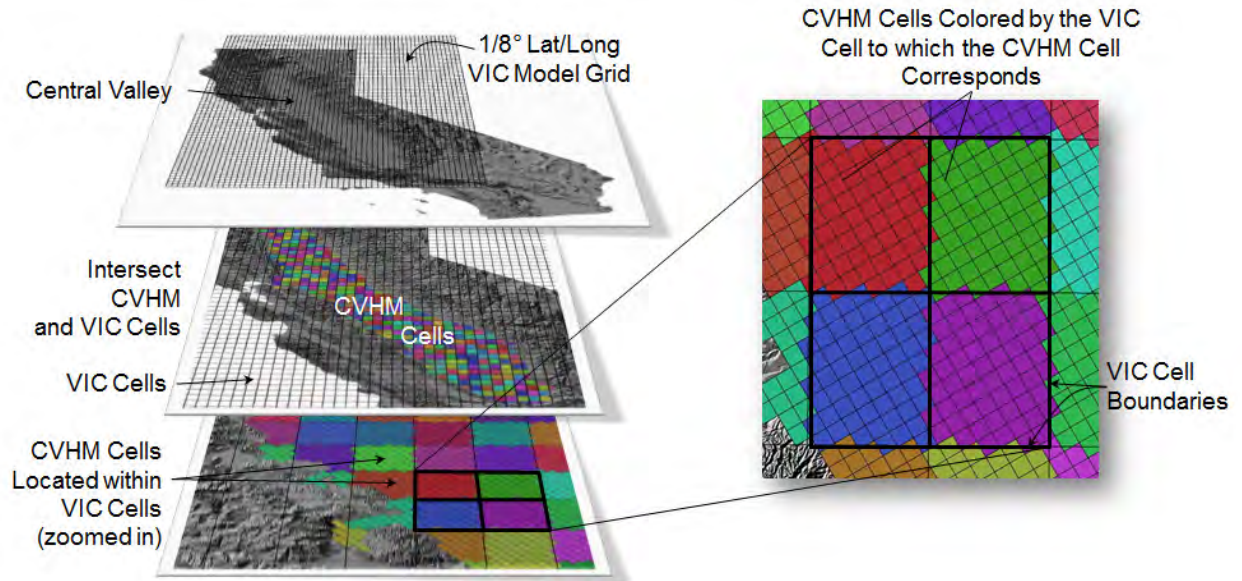 1/8° Lat/Long
VIC Model Grid
Central Valley
Intersect
CVHM
and VIC Cells
CVHM
Cells
VIC Cells
CVHM Cells
Located within
VIC Cells
(zoomed in)
CVHM Cells Colored by the VIC
Cell to which the CVHM Cell
Corresponds
VIC Cell
Boundaries